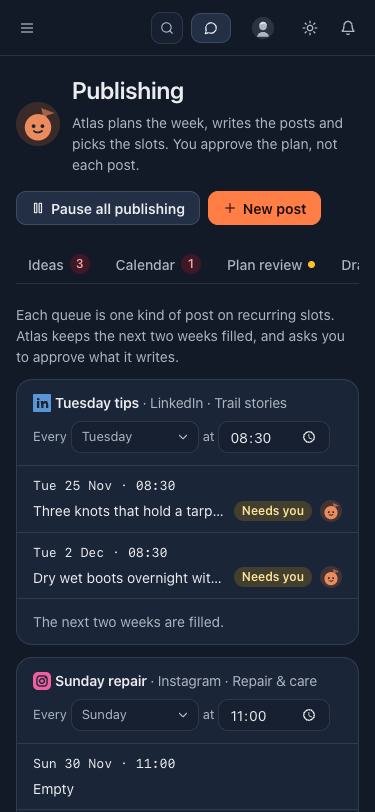 Publishing
Atlas plans the week, writes the posts and
picks the slots. You approve the plan, not
each post.
Pause all publishing
New post
Ideas 3 Calendar 1 Plan review Dra
Each queue is one kind of post on recurring slots.
Atlas keeps the next two weeks filled, and asks you
to approve what it writes.
in Tuesday tips · LinkedIn · Trail stories
Every Tuesday at 08:30
Tue 25 Nov · 08:30
Three knots that hold a tarp... Needs you
Tue 2 Dec · 08:30
Dry wet boots overnight wit... Needs you
The next two weeks are filled.
Sunday repair · Instagram · Repair & care
Every Sunday at 11:00
Sun 30 Nov · 11:00
Empty